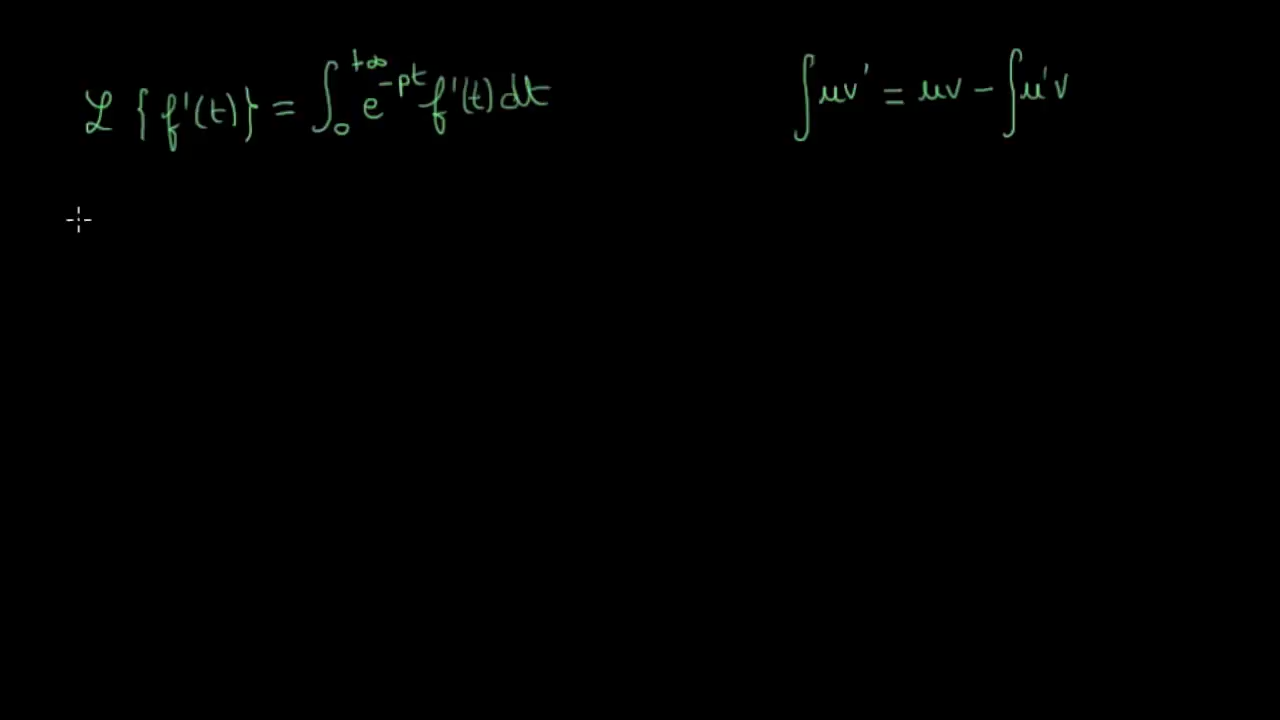 ℒ {f'(t)} = ∫₀^{+∞} e^{-pt} f'(t) dt
∫uv' = uv - ∫u'v